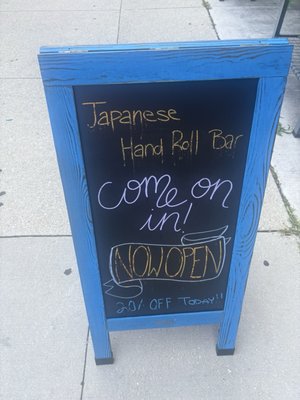 Japanese
Hand Roll Bar
come on
in!
NOW OPEN
20% OFF TODAY!!